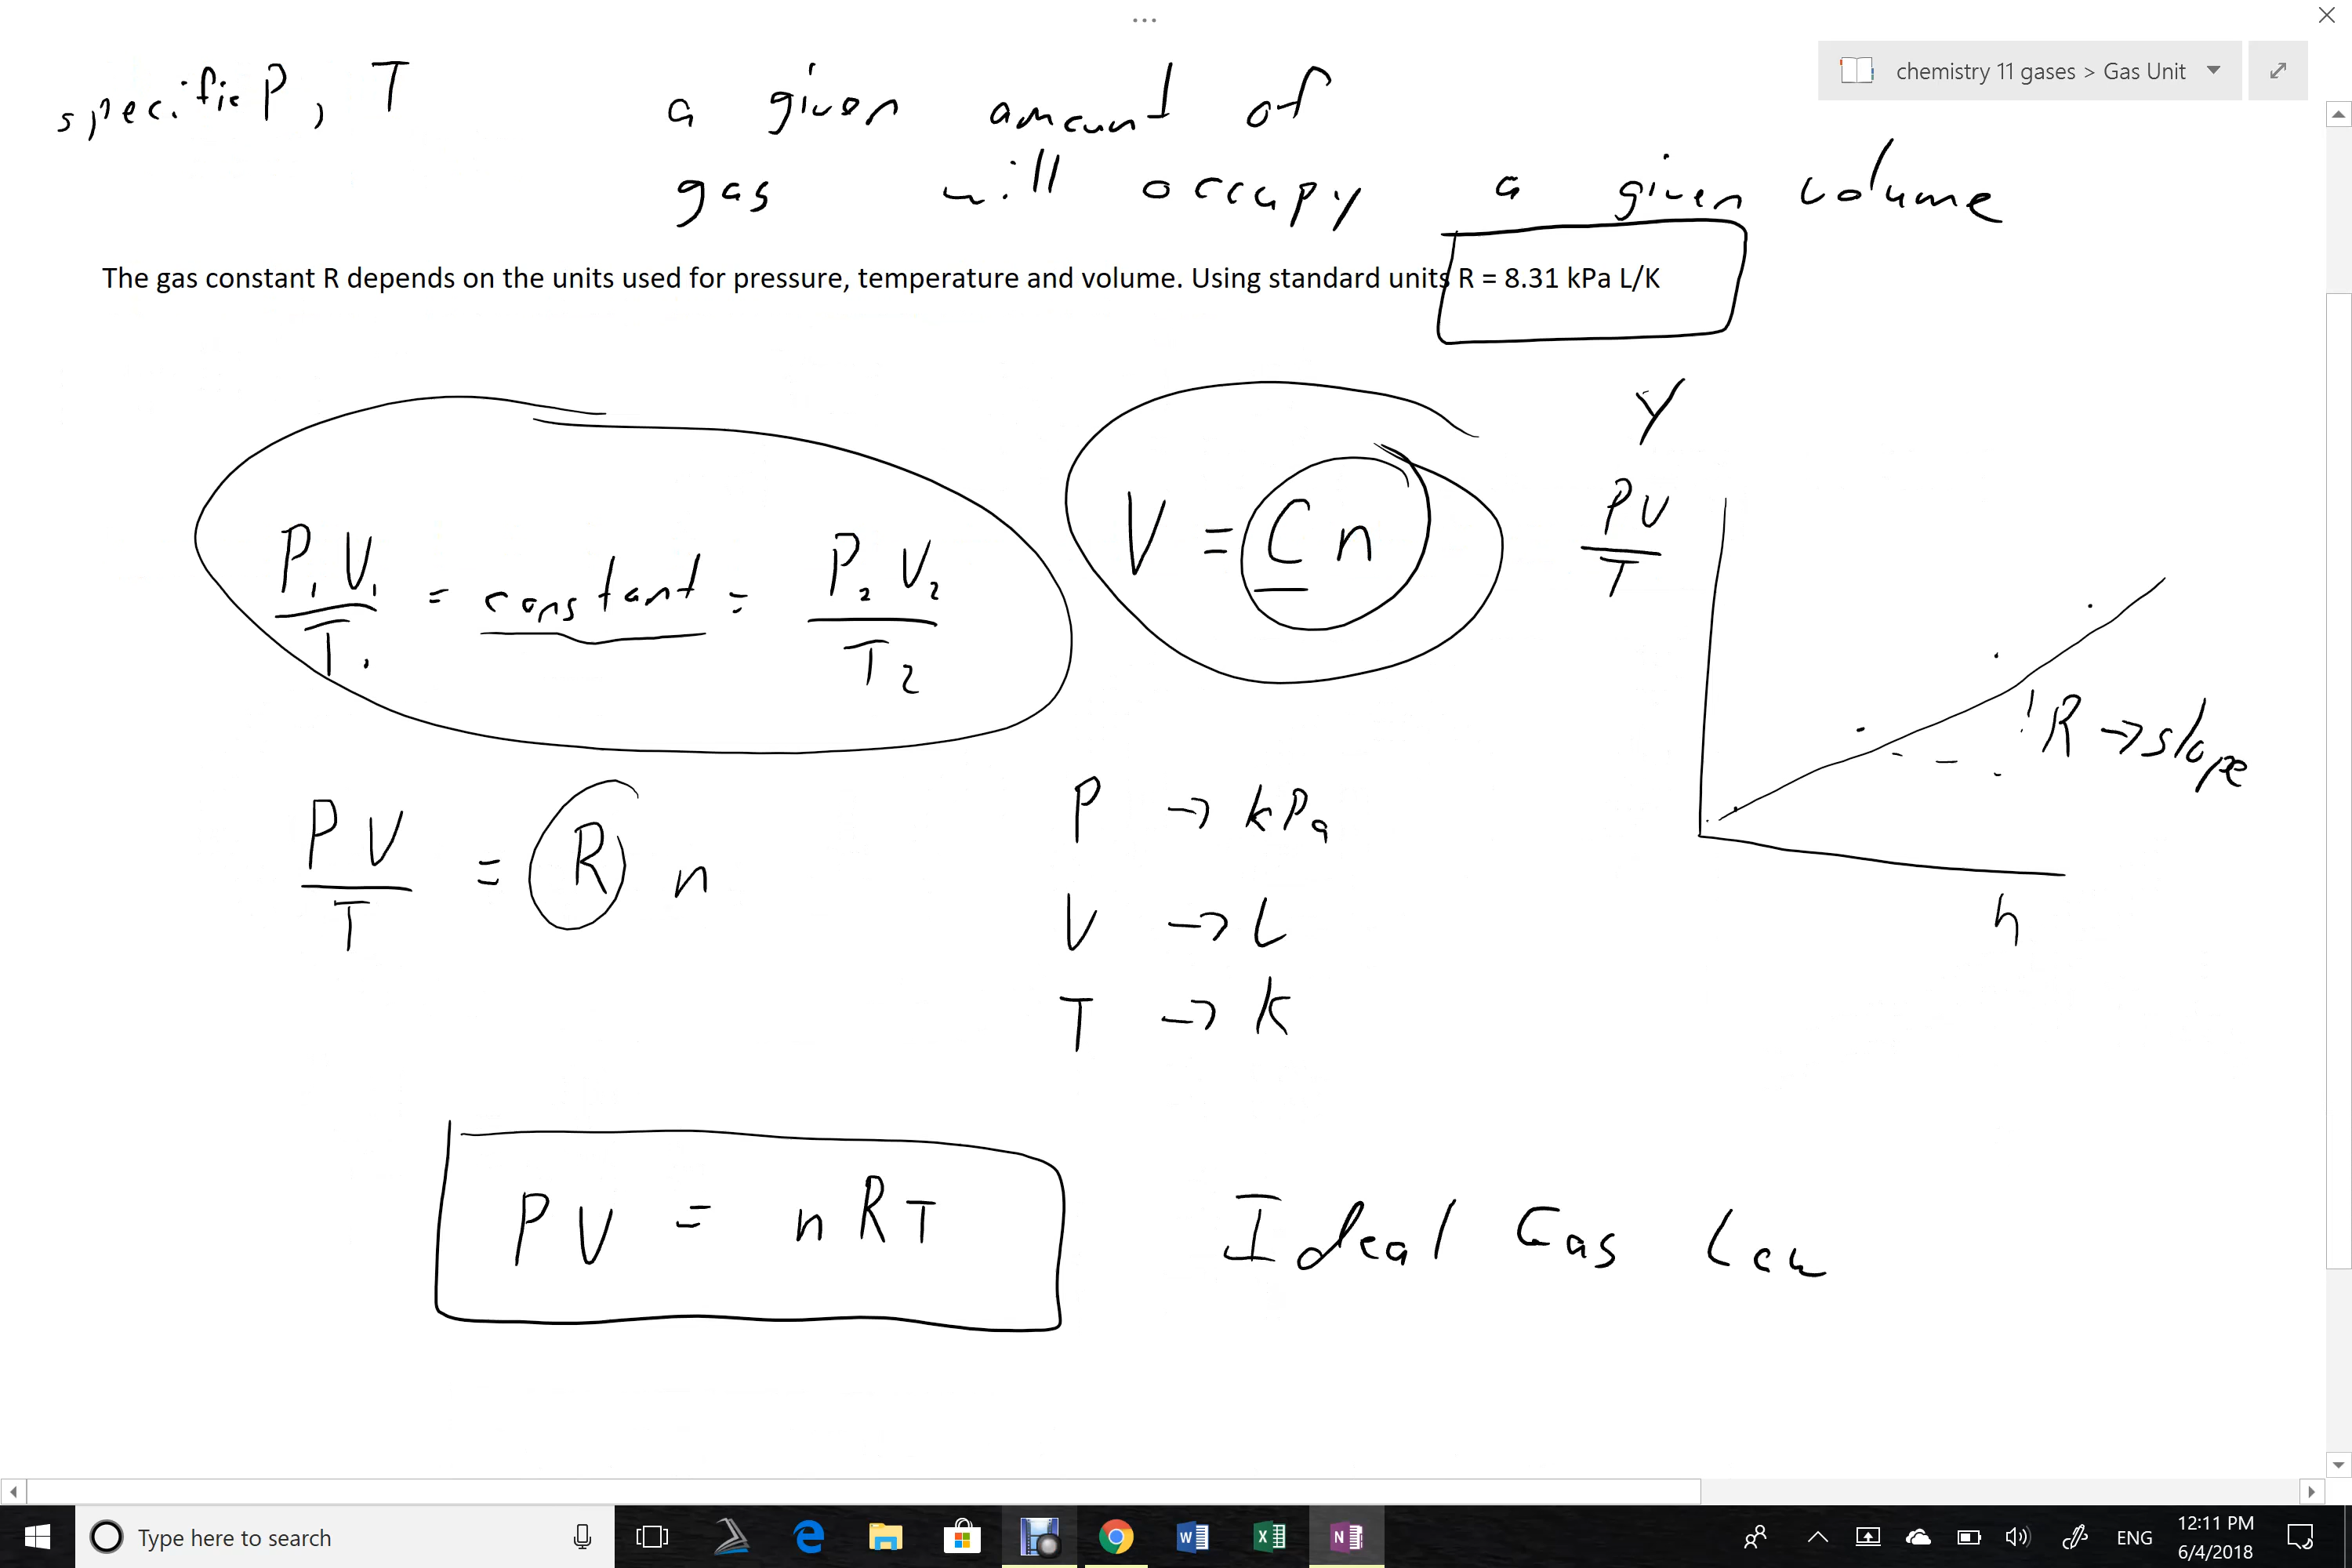 ...
chemistry 11 gases > Gas Unit
specific P, T
a given amount of
gas will occupy a given volume
The gas constant R depends on the units used for pressure, temperature and volume. Using standard units R = 8.31 kPa L/K
P₁V₁/T₁ = constant = P₂V₂/T₂
V = Cn
Y
PV/T
R → slope
n
PV/T = R n
P → kPa
V → L
T → K
PV = nRT
Ideal Gas Law
Type here to search
ENG
12:11 PM
6/4/2018